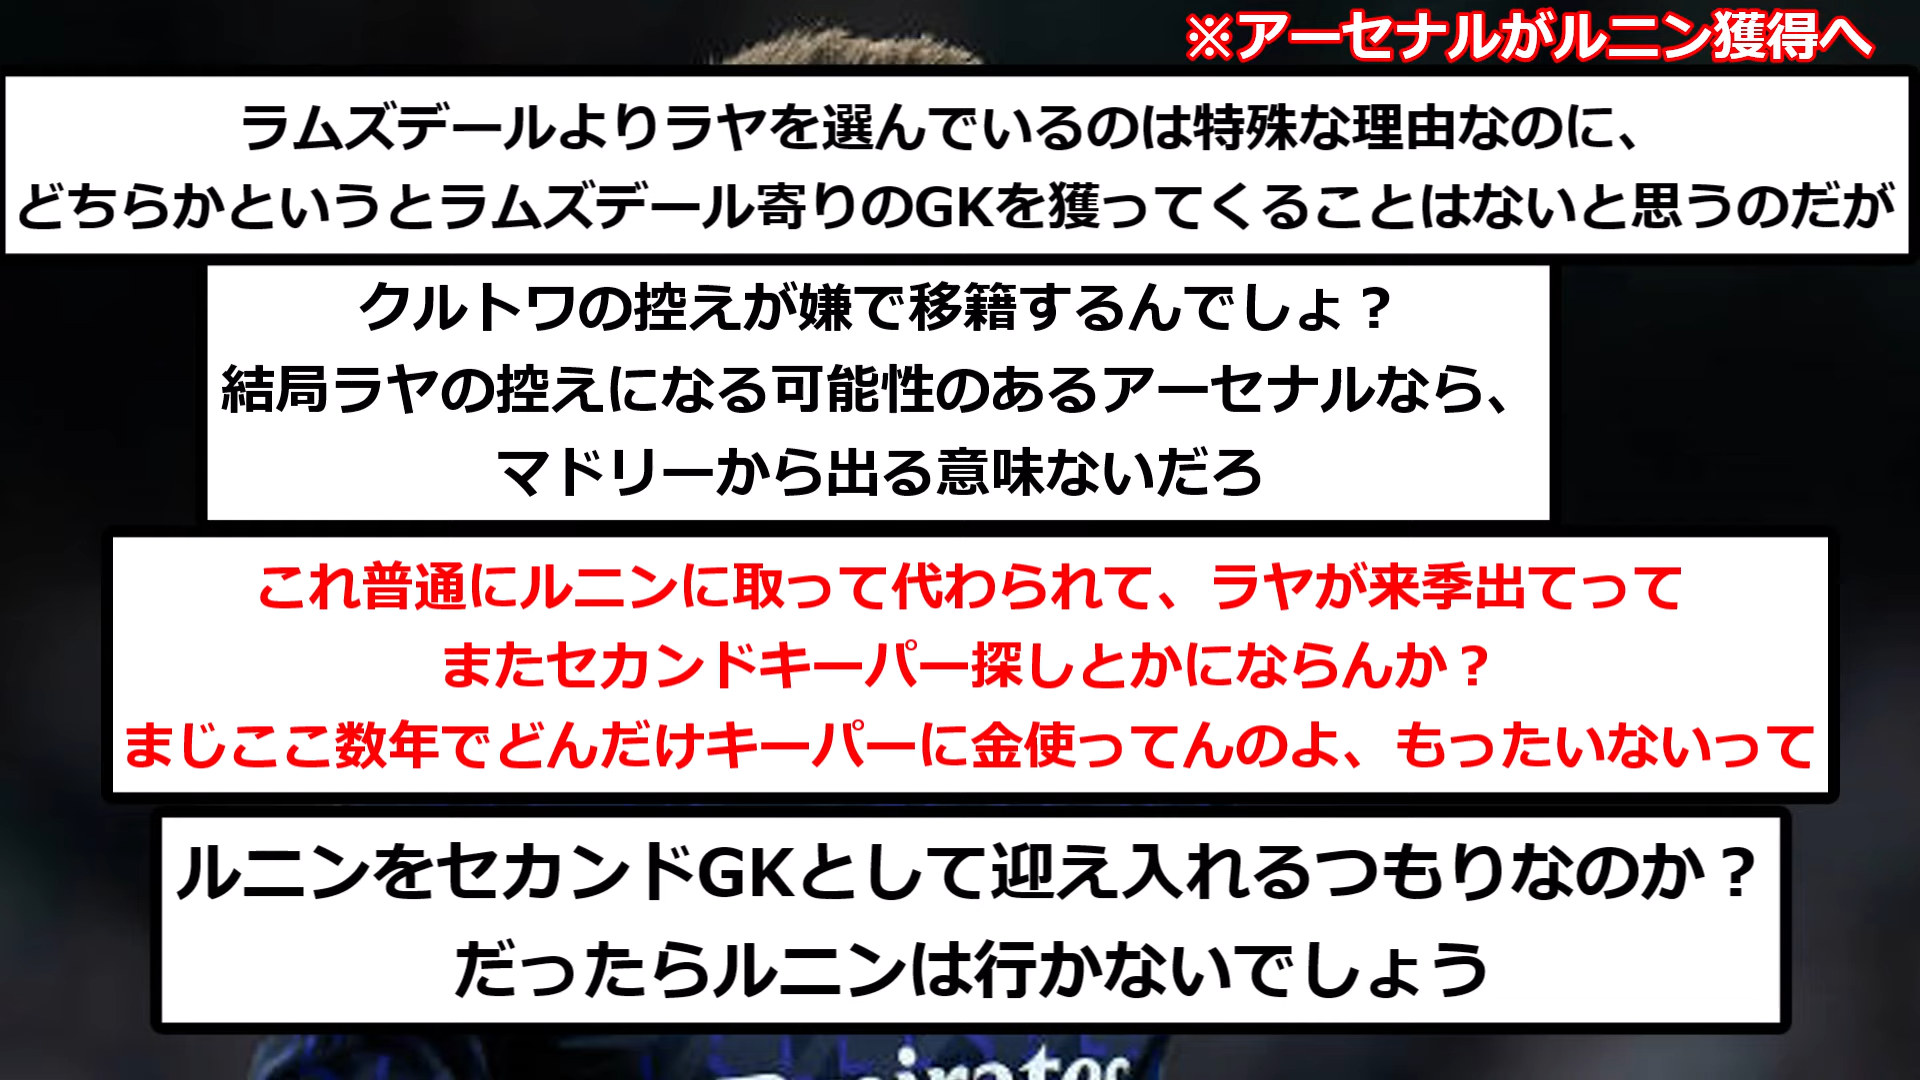 ※アーセナルがルニン獲得へ
ラムズデールよりラヤを選んでいるのは特殊な理由なのに、
どちらかというとラムズデール寄りのGKを獲ってくることはないと思うのだが
クルトワの控えが嫌で移籍するんでしょ？
結局ラヤの控えになる可能性のあるアーセナルなら、
マドリーから出る意味ないだろ
これ普通にルニンに取って代わられて、ラヤが来季出てって
またセカンドキーパー探しとかにならんか？
まじここ数年でどんだけキーパーに金使ってんのよ、もったいないって
ルニンをセカンドGKとして迎え入れるつもりなのか？
だったらルニンは行かないでしょう